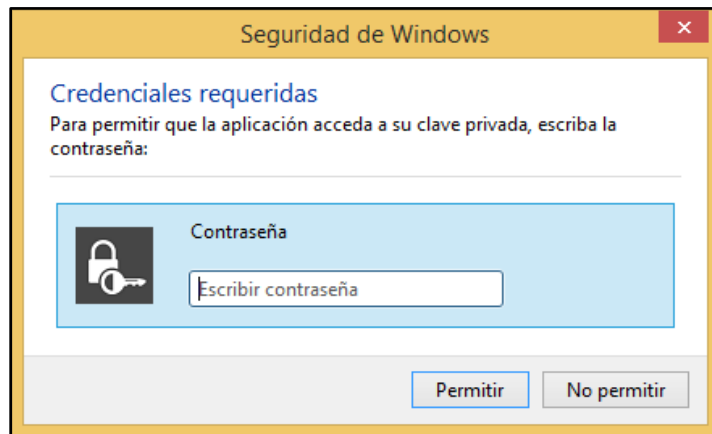 Seguridad de Windows
Credenciales requeridas
Para permitir que la aplicación acceda a su clave privada, escriba la
contraseña:
Contraseña
Escribir contraseña
Permitir
No permitir